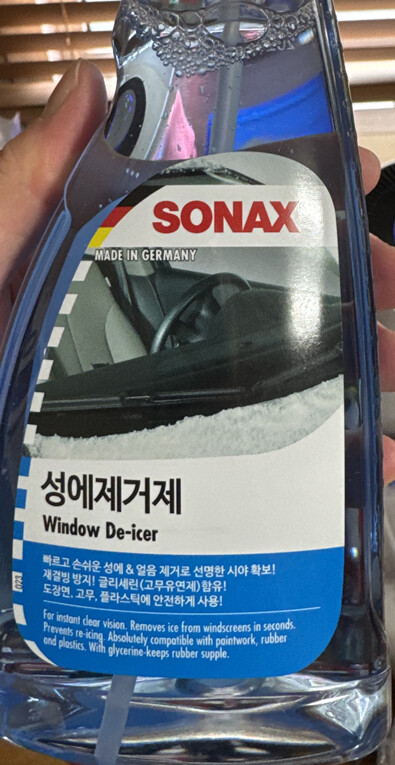 SONAX
MADE IN GERMANY
성에제거제
Window De-icer
빠르고 손쉬운 성에 & 얼음 제거로 선명한 시야 확보!
재결빙 방지! 글리세린(고무유연제) 함유!
도장면, 고무, 플라스틱에 안전하게 사용!
023
For instant clear vision. Removes ice from windscreens in seconds.
Prevents re-icing. Absolutely compatible with paintwork, rubber
and plastics. With glycerine-keeps rubber supple.